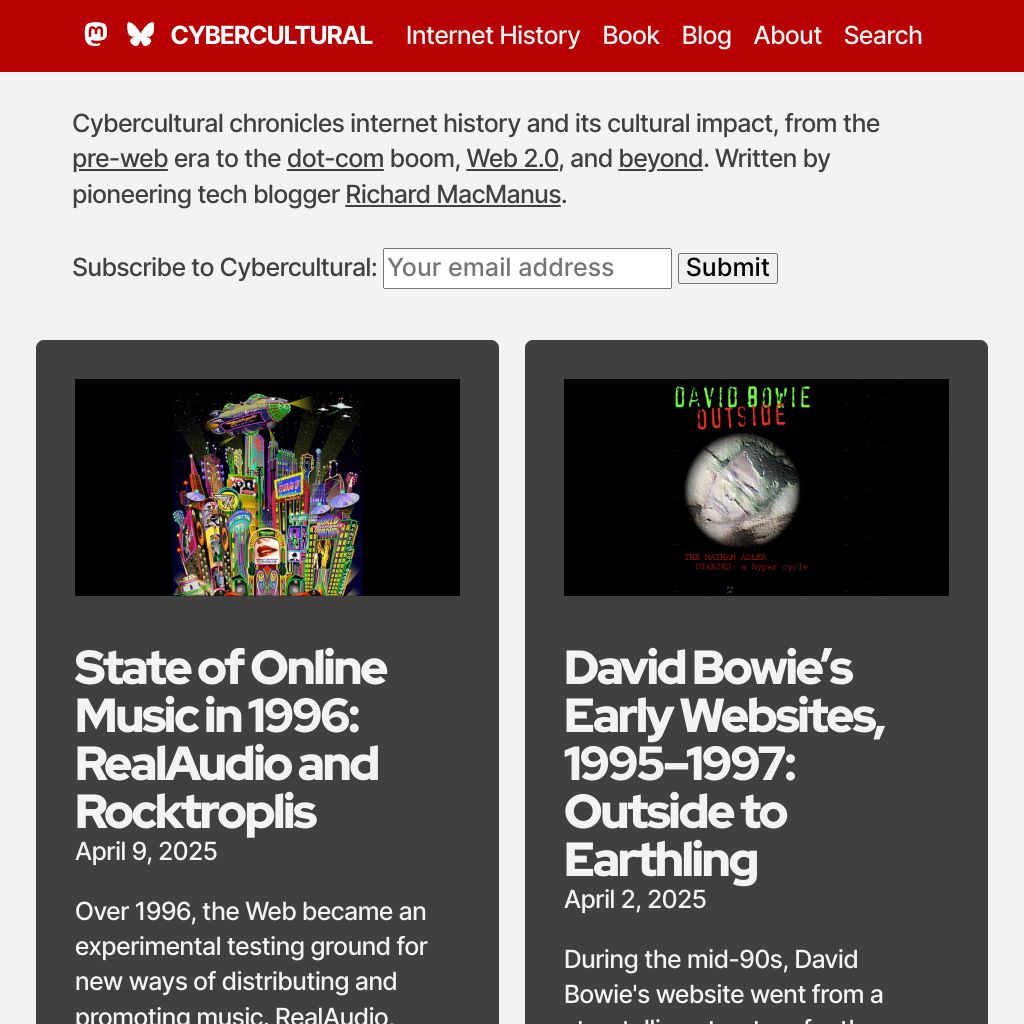 CYBERCULTURAL Internet History Book Blog About Search
Cybercultural chronicles internet history and its cultural impact, from the
pre-web era to the dot-com boom, Web 2.0, and beyond. Written by
pioneering tech blogger Richard MacManus.
Subscribe to Cybercultural: Your email address Submit
State of Online
Music in 1996:
RealAudio and
Rocktroplis
April 9, 2025
Over 1996, the Web became an
experimental testing ground for
new ways of distributing and
promoting music. RealAudio,
DAVID BOWIE
OUTSIDE
THE NATHAN ADLER
DIARIES: a hyper cycle
David Bowie’s
Early Websites,
1995–1997:
Outside to
Earthling
April 2, 2025
During the mid-90s, David
Bowie's website went from a